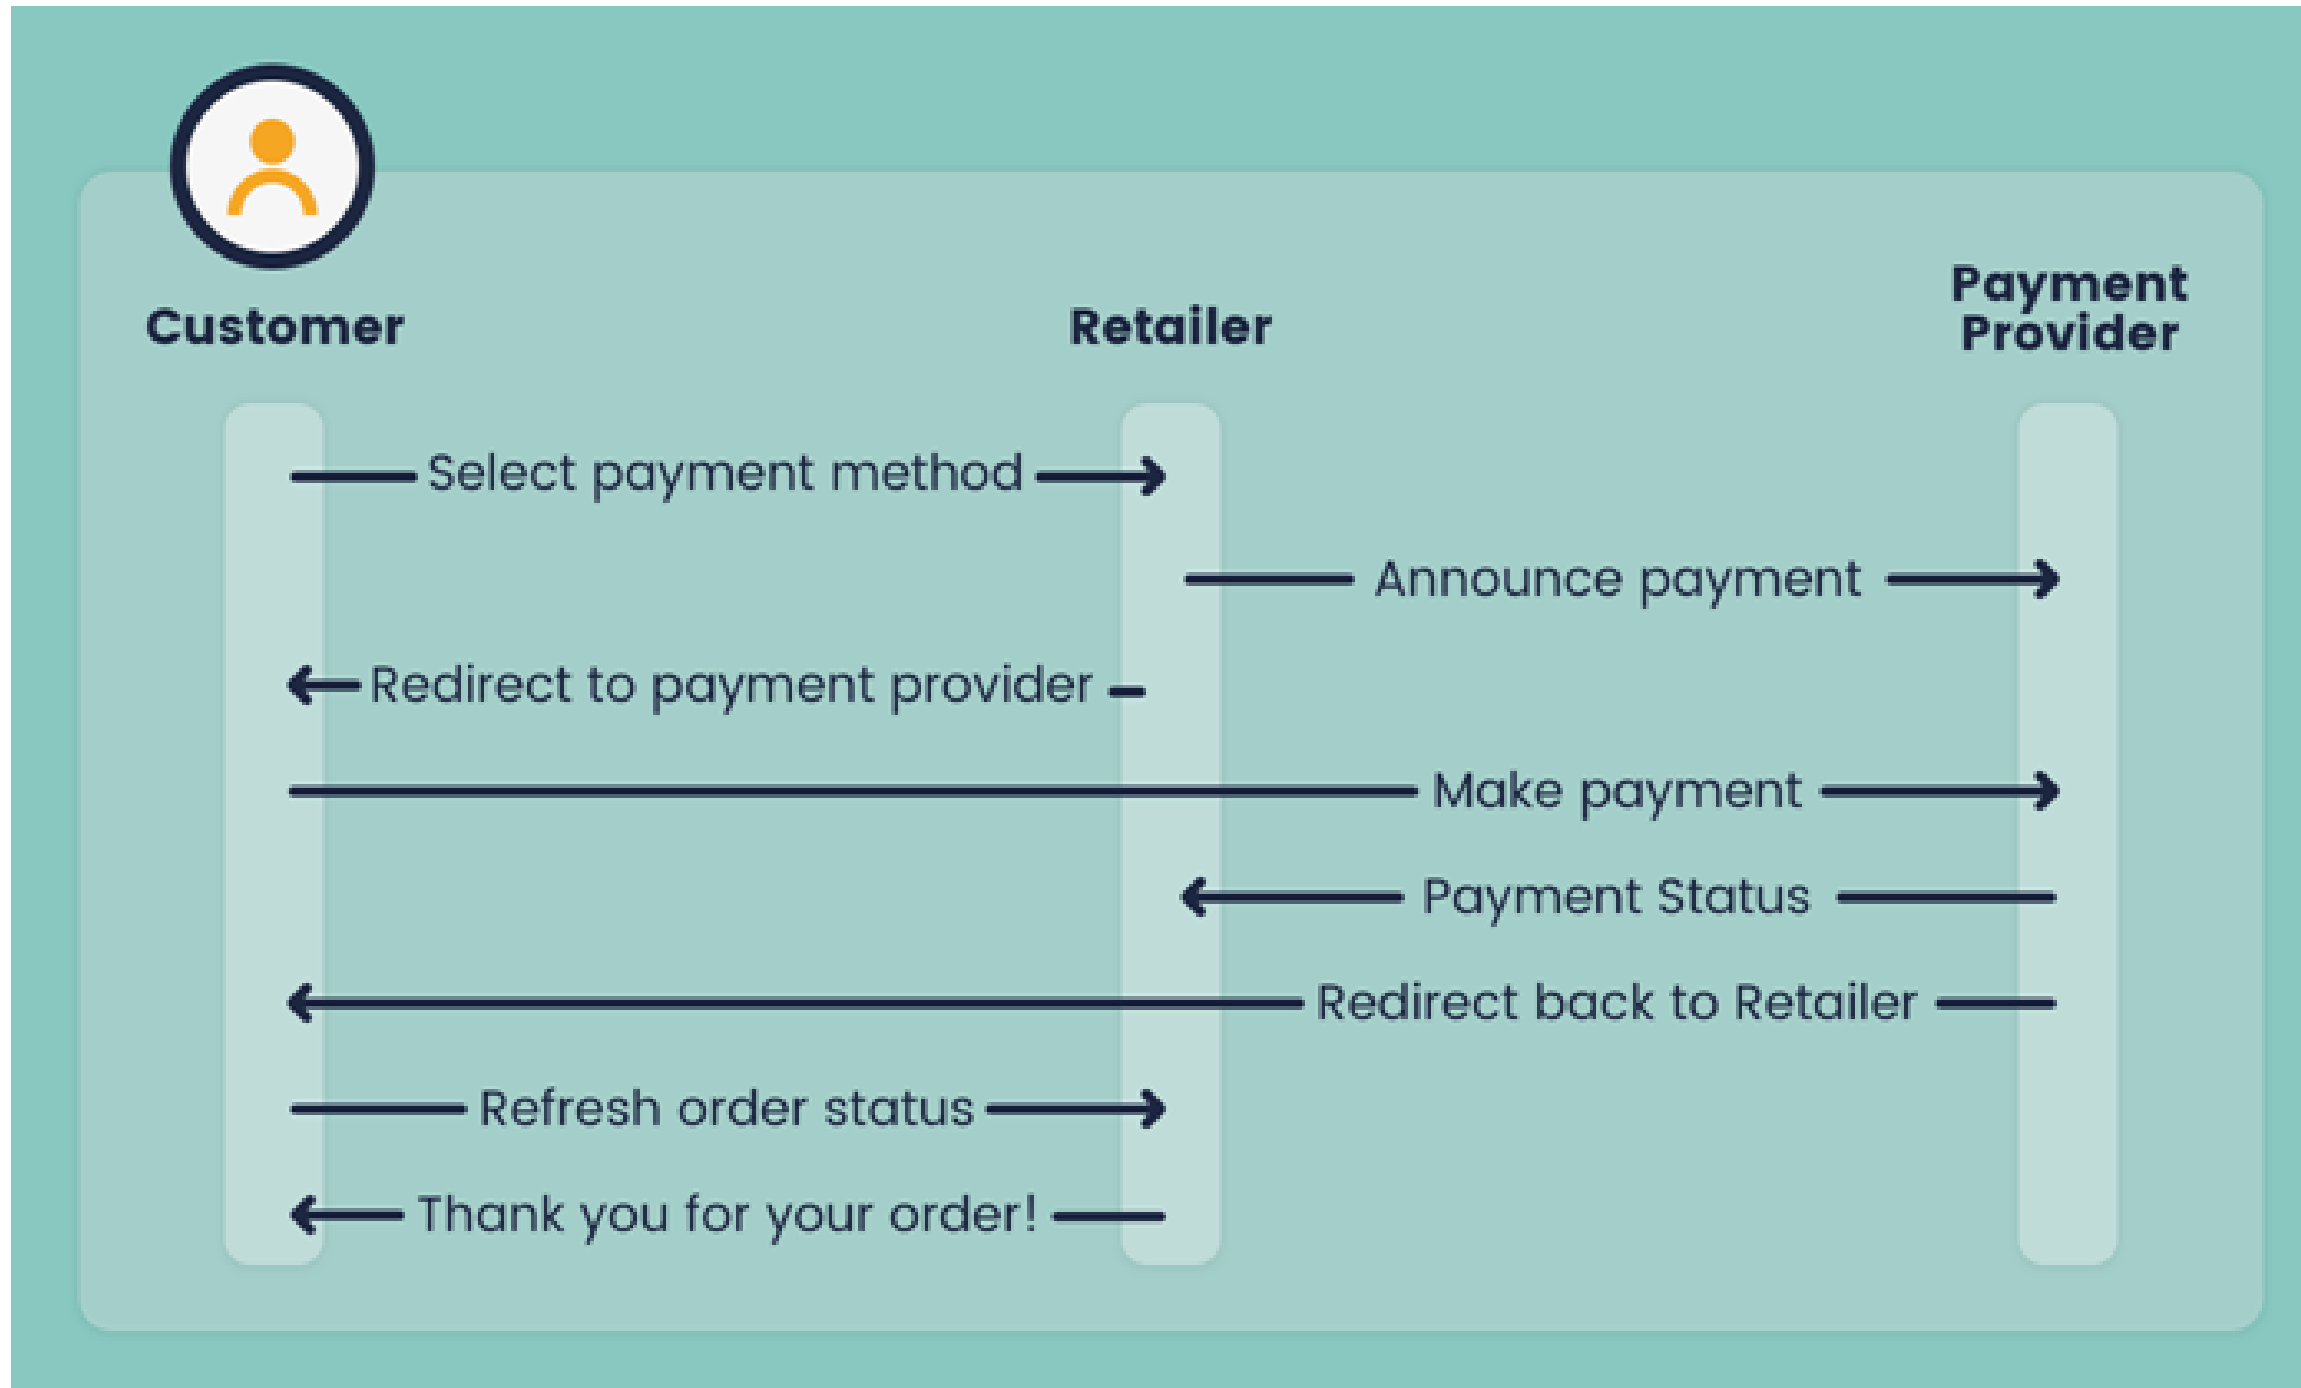 Customer
Retailer
Payment
Provider
Select payment method
Announce payment
Redirect to payment provider
Make payment
Payment Status
Redirect back to Retailer
Refresh order status
Thank you for your order!